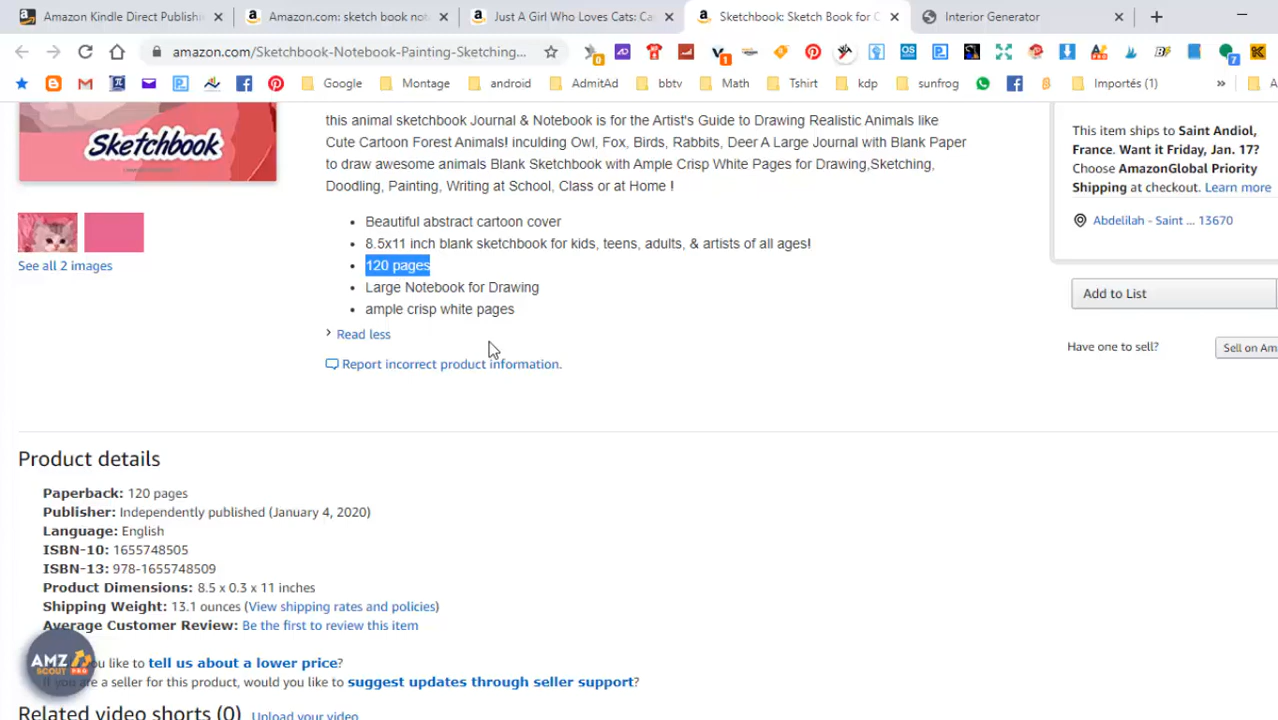 Amazon Kindle Direct Publishi
Amazon.com: sketch book not
Just A Girl Who Loves Cats: Ca
Sketchbook: Sketch Book for C
Interior Generator
amazon.com/Sketchbook-Notebook-Painting-Sketching...
Google
Montage
android
AdmitAd
bbtv
Math
Tshirt
kdp
sunfrog
Importés (1)
Sketchbook
this animal sketchbook Journal & Notebook is for the Artist's Guide to Drawing Realistic Animals like
Cute Cartoon Forest Animals! inculding Owl, Fox, Birds, Rabbits, Deer A Large Journal with Blank Paper
to draw awesome animals Blank Sketchbook with Ample Crisp White Pages for Drawing,Sketching,
Doodling, Painting, Writing at School, Class or at Home !
• Beautiful abstract cartoon cover
• 8.5x11 inch blank sketchbook for kids, teens, adults, & artists of all ages!
• 120 pages
• Large Notebook for Drawing
• ample crisp white pages
Read less
Report incorrect product information.
See all 2 images
This item ships to Saint Andiol,
France. Want it Friday, Jan. 17?
Choose AmazonGlobal Priority
Shipping at checkout. Learn more
Abdelilah - Saint ... 13670
Add to List
Have one to sell?
Sell on Am
Product details
Paperback: 120 pages
Publisher: Independently published (January 4, 2020)
Language: English
ISBN-10: 1655748505
ISBN-13: 978-1655748509
Product Dimensions: 8.5 x 0.3 x 11 inches
Shipping Weight: 13.1 ounces (View shipping rates and policies)
Average Customer Review: Be the first to review this item
AMZ
SCOUT PRO
you like to tell us about a lower price?
If you are a seller for this product, would you like to suggest updates through seller support?
Related video shorts (0) Upload your video